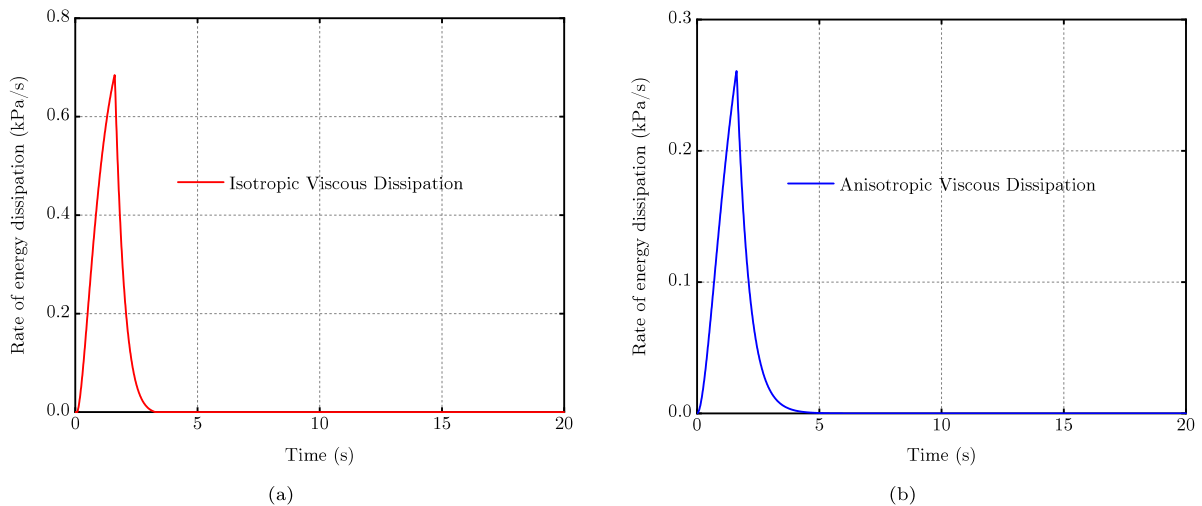 0.8
0.6
0.4
0.2
0.0
0
5
10
15
20
Rate of energy dissipation (kPa/s)
Isotropic Viscous Dissipation
Time (s)
(a)
0.3
0.2
0.1
0.0
0
5
10
15
20
Rate of energy dissipation (kPa/s)
Anisotropic Viscous Dissipation
Time (s)
(b)